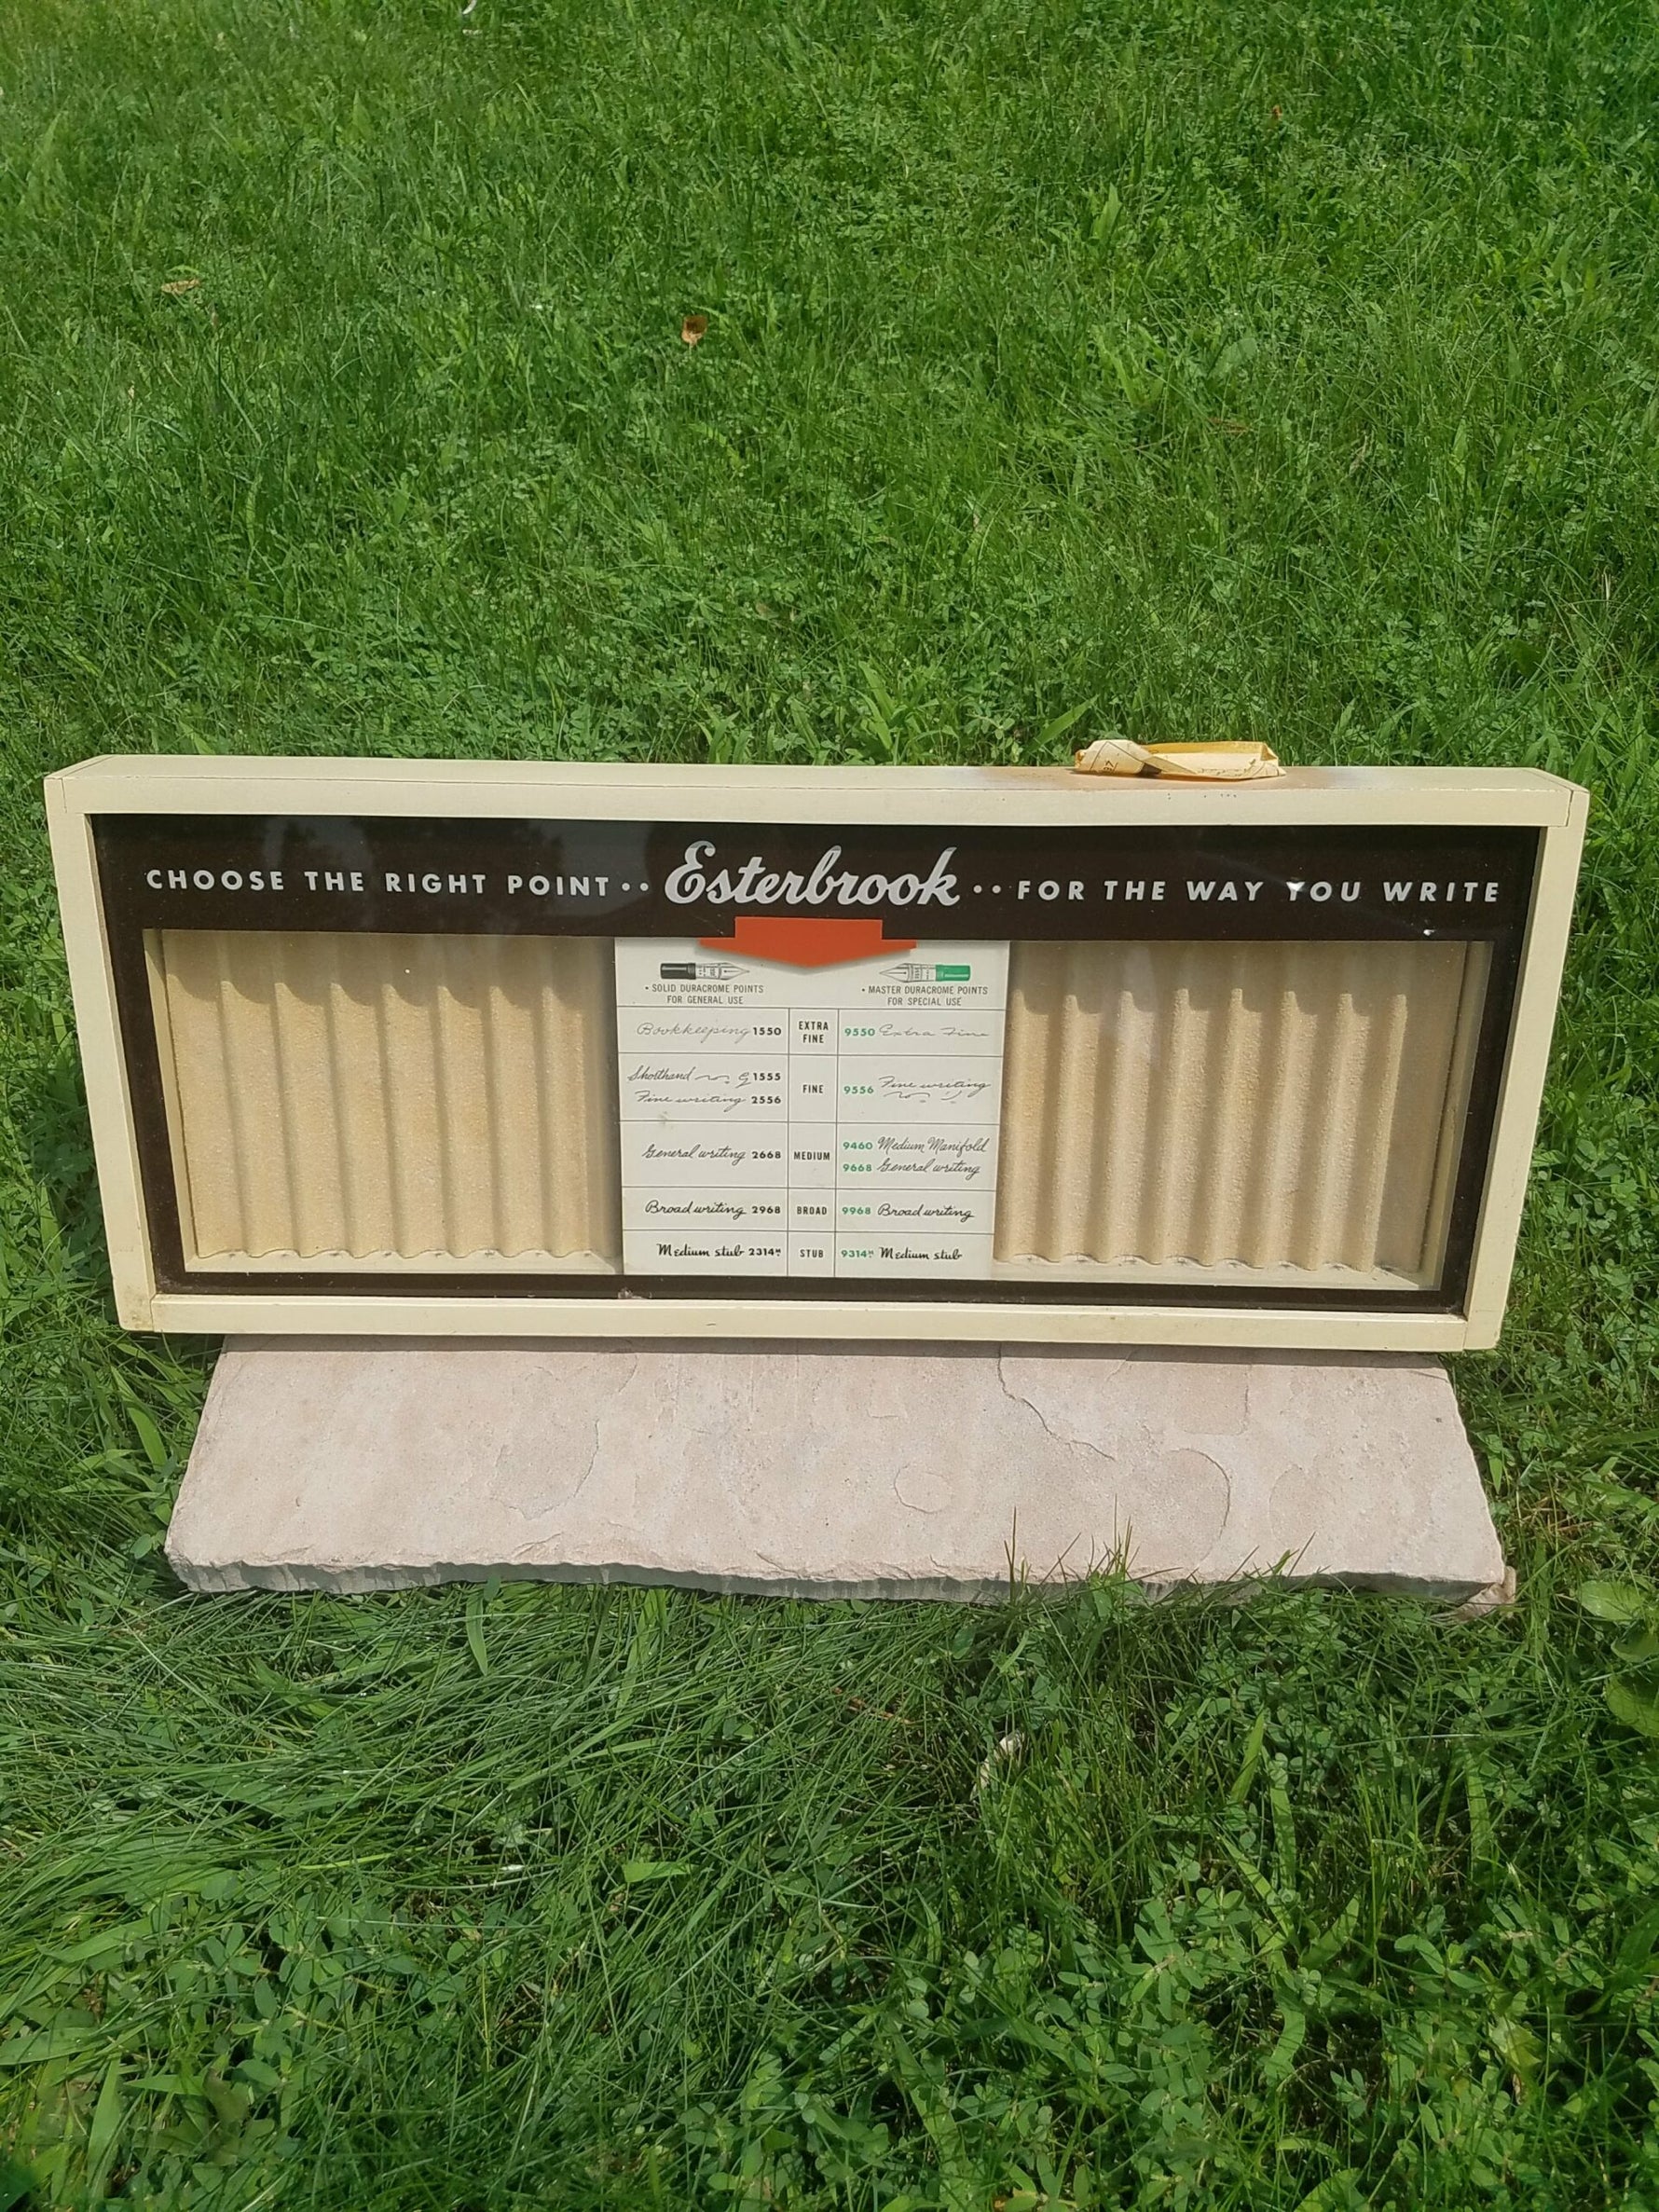 CHOOSE THE RIGHT POINT •• Esterbrook •• FOR THE WAY YOU WRITE
• SOLID DURACROME POINTS
FOR GENERAL USE
• MASTER DURACROME POINTS
FOR SPECIAL USE
Bookkeeping 1550
EXTRA
FINE
9550 Extra Fine
Shorthand G 1555
Fine writing 2556
FINE
9556 Fine writing
General writing 2668
MEDIUM
9460 Medium Manifold
9668 General writing
Broad writing 2968 BROAD 9968 Broad writing
Medium stub 2314M STUB 9314M Medium stub